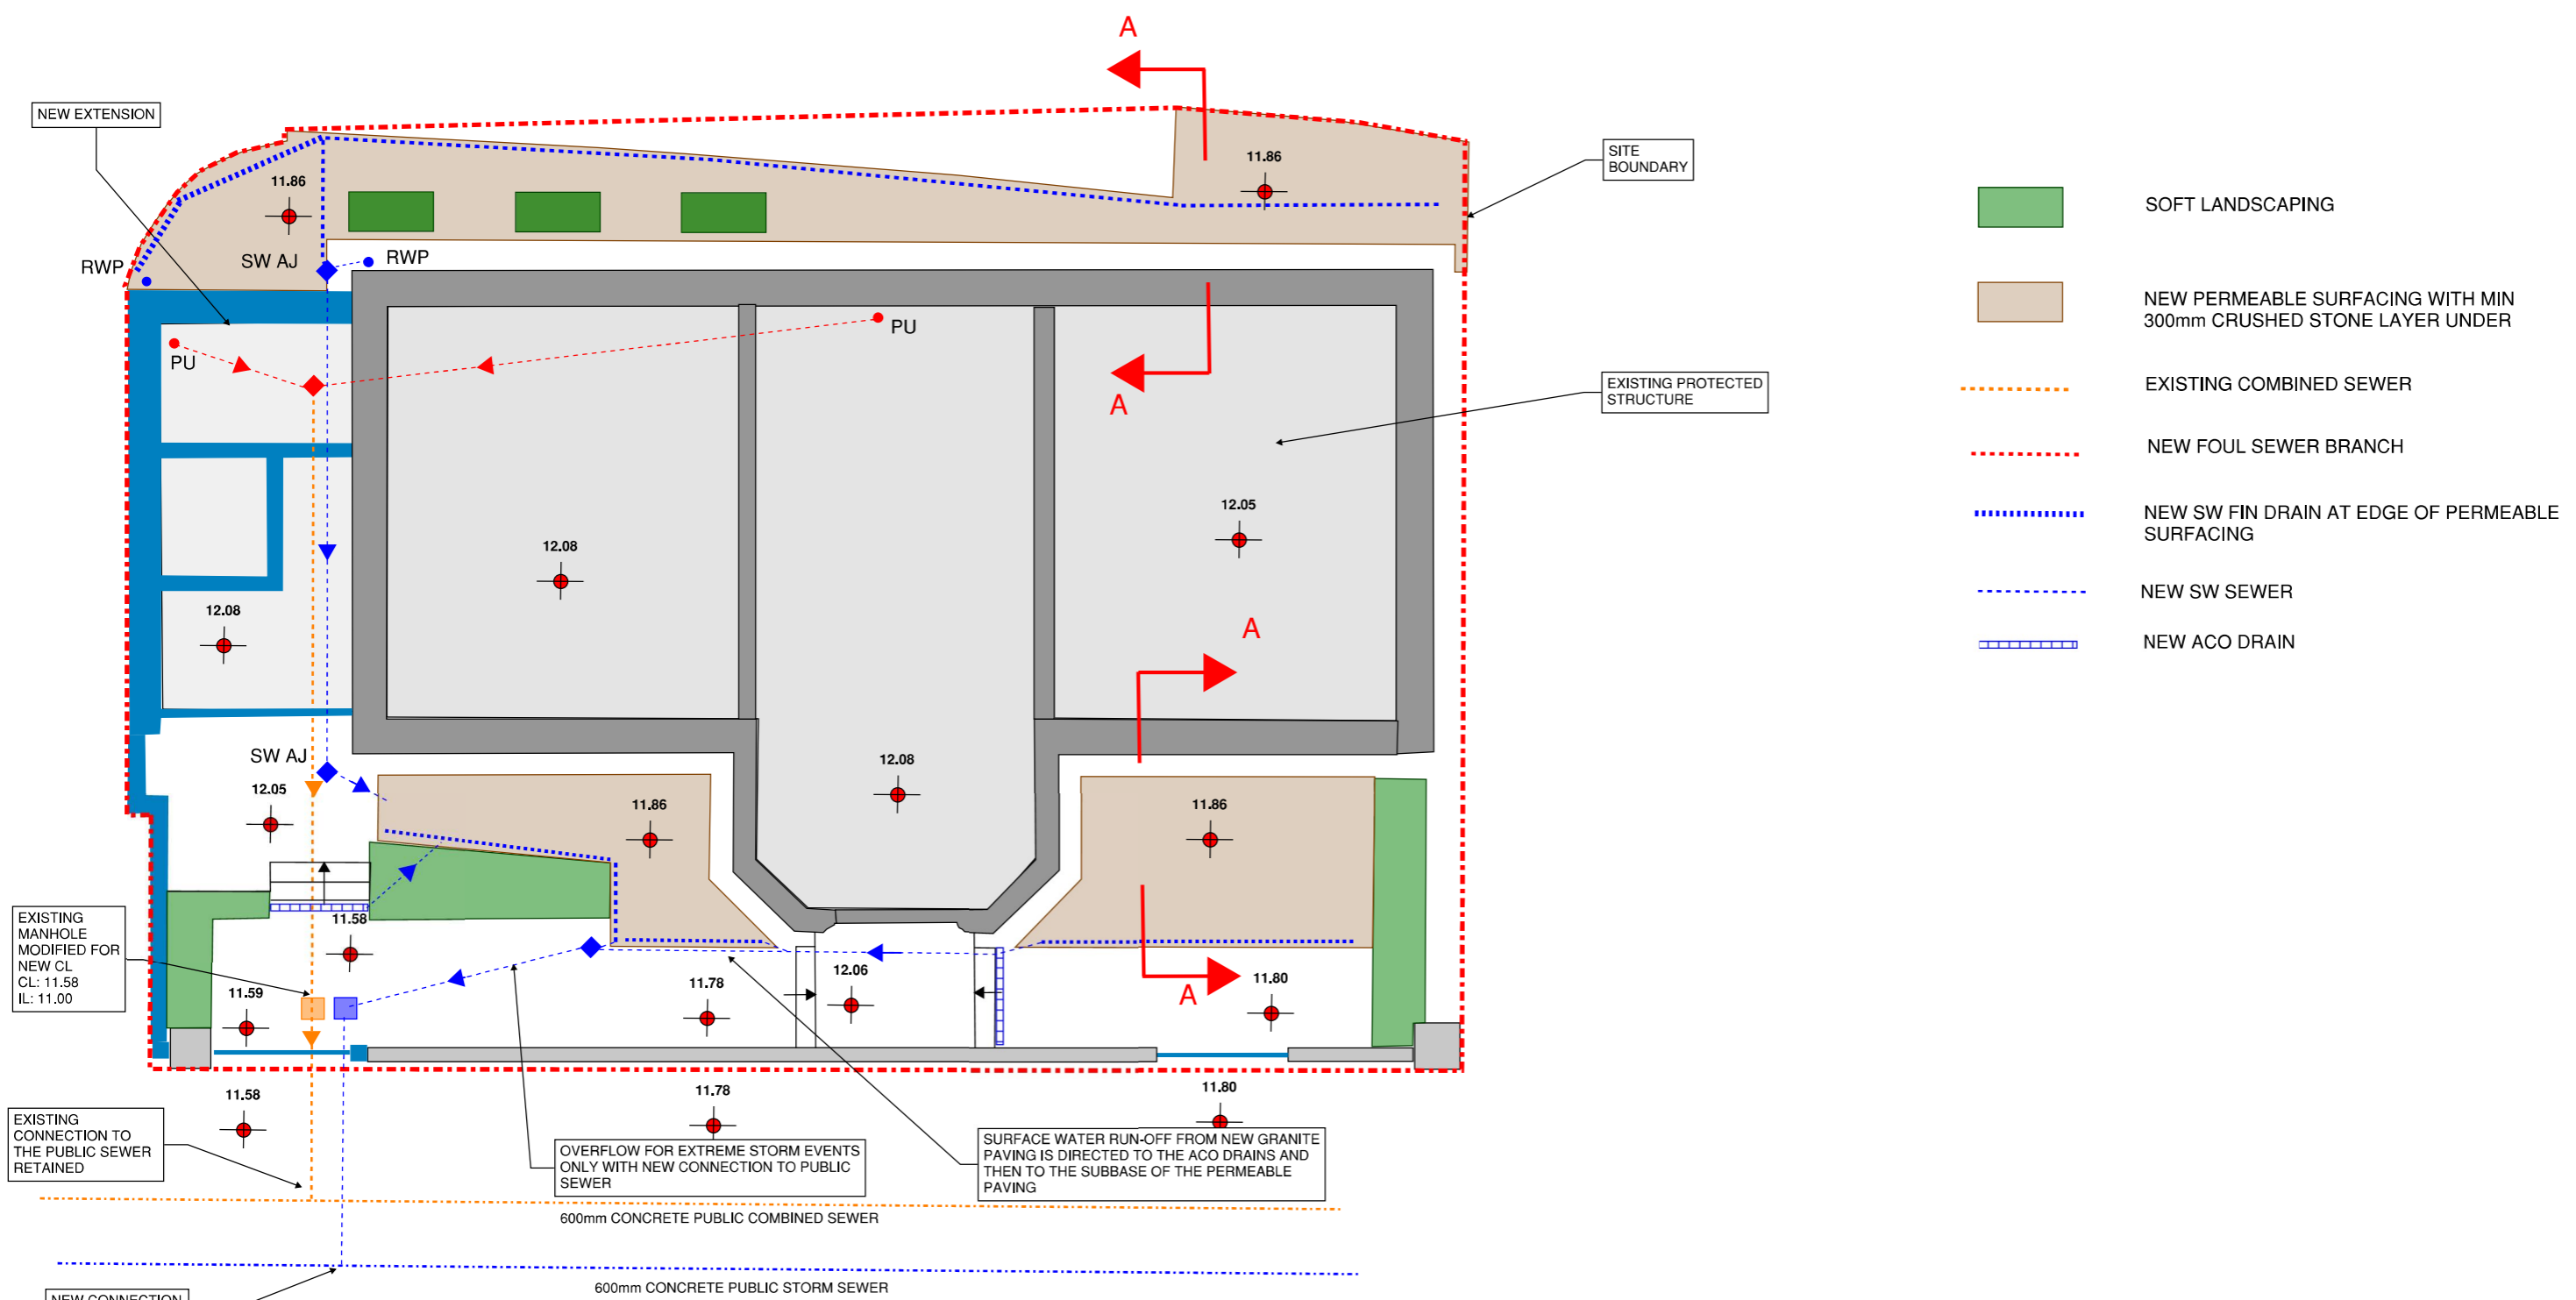 A
NEW EXTENSION
SITE
BOUNDARY
11.86
11.86
SOFT LANDSCAPING
RWP
SW AJ
RWP
NEW PERMEABLE SURFACING WITH MIN
300mm CRUSHED STONE LAYER UNDER
PU
PU
A
EXISTING PROTECTED
STRUCTURE
EXISTING COMBINED SEWER
NEW FOUL SEWER BRANCH
12.05
NEW SW FIN DRAIN AT EDGE OF PERMEABLE
SURFACING
12.08
12.08
NEW SW SEWER
A
NEW ACO DRAIN
SW AJ
12.05
12.08
11.86
11.86
EXISTING
MANHOLE
MODIFIED FOR
NEW CL
CL: 11.58
IL: 11.00
11.58
11.59
11.78
12.06
A
11.80
11.58
11.78
11.80
EXISTING
CONNECTION TO
THE PUBLIC SEWER
RETAINED
OVERFLOW FOR EXTREME STORM EVENTS
ONLY WITH NEW CONNECTION TO PUBLIC
SEWER
SURFACE WATER RUN-OFF FROM NEW GRANITE
PAVING IS DIRECTED TO THE ACO DRAINS AND
THEN TO THE SUBBASE OF THE PERMEABLE
PAVING
600mm CONCRETE PUBLIC COMBINED SEWER
600mm CONCRETE PUBLIC STORM SEWER
NEW CONNECTION